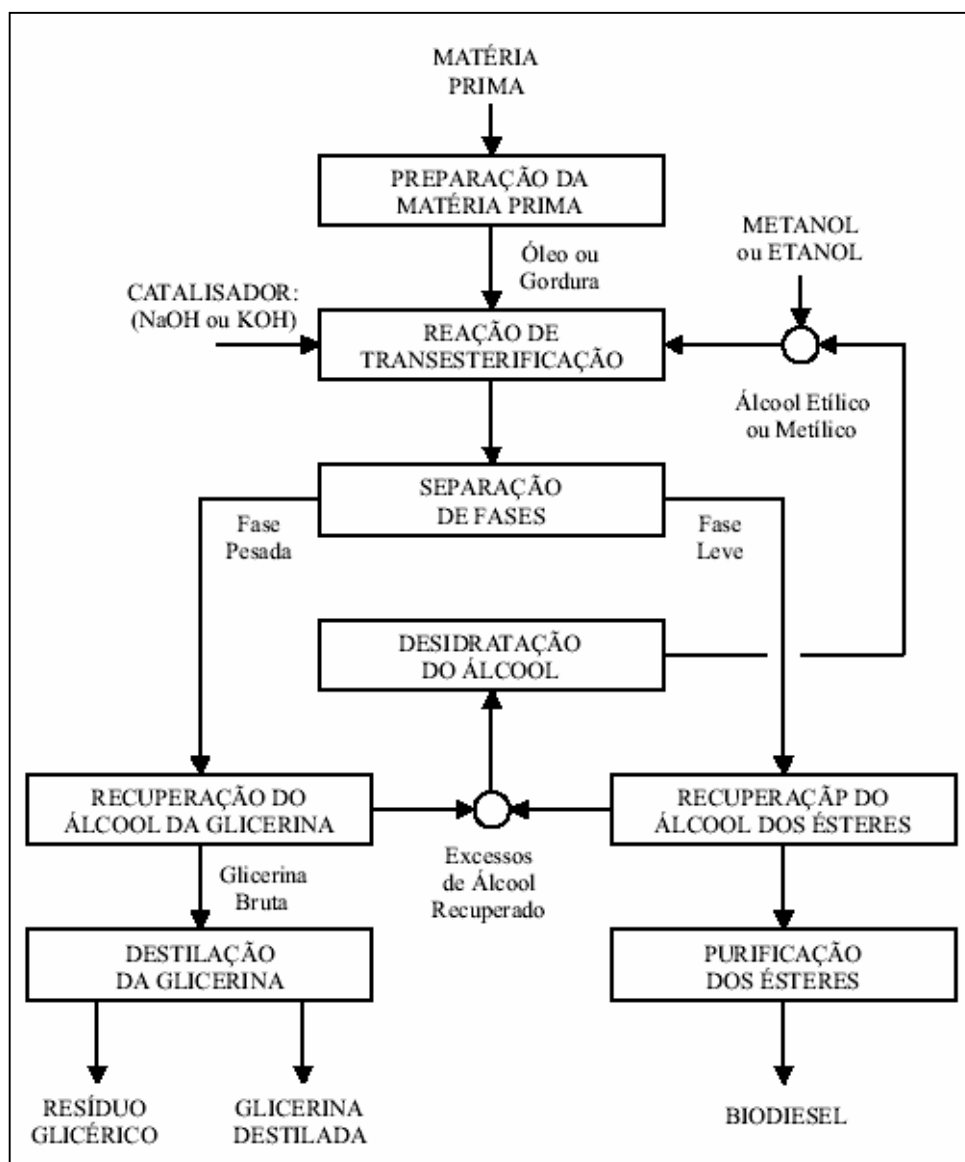 MATÉRIA
PRIMA
PREPARAÇÃO DA
MATÉRIA PRIMA
Óleo ou
Gordura
METANOL
ou ETANOL
CATALISADOR:
(NaOH ou KOH)
REAÇÃO DE
TRANSESTERIFICAÇÃO
Álcool Etílico
ou Metílico
SEPARAÇÃO
DE FASES
Fase
Pesada
Fase
Leve
DESIDRATAÇÃO
DO ÁLCOOL
RECUPERAÇÃO DO
ÁLCOOL DA GLICERINA
RECUPERAÇÃP DO
ÁLCOOL DOS ÉSTERES
Excessos
de Álcool
Recuperado
Glicerina
Bruta
DESTILAÇÃO
DA GLICERINA
PURIFICAÇÃO
DOS ÉSTERES
RESÍDUO
GLICÉRICO
GLICERINA
DESTILADA
BIODIESEL